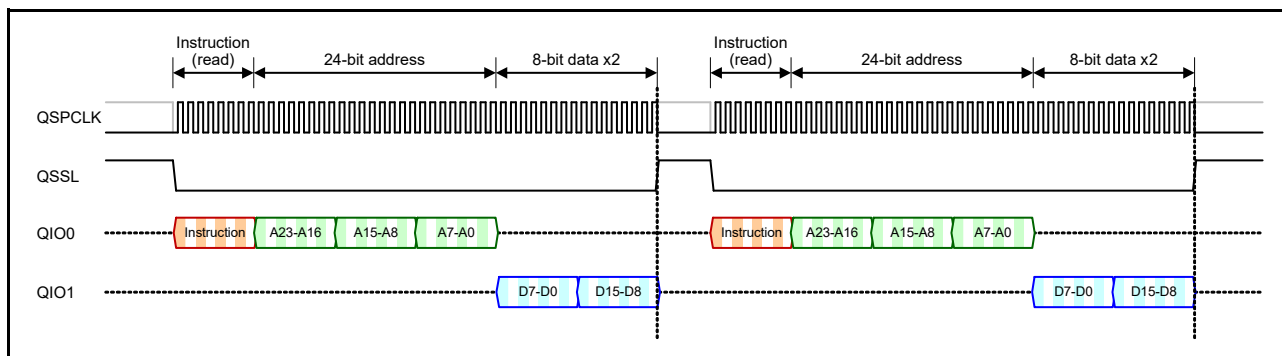 Instruction
(read)
24-bit address
8-bit data x2
Instruction
(read)
24-bit address
8-bit data x2
QSPCLK
QSSL
QIO0
Instruction
A23-A16
A15-A8
A7-A0
Instruction
A23-A16
A15-A8
A7-A0
QIO1
D7-D0
D15-D8
D7-D0
D15-D8